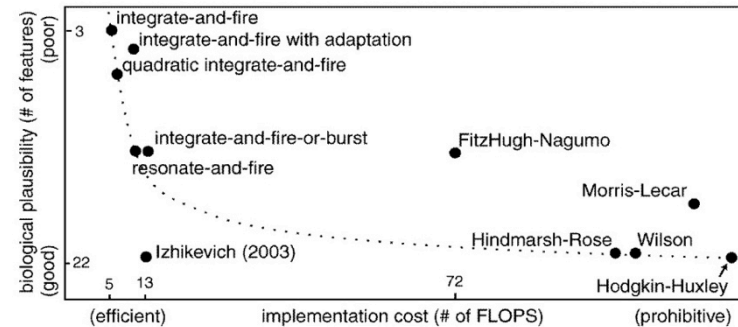 integrate-and-fire
integrate-and-fire with adaptation
quadratic integrate-and-fire
integrate-and-fire-or-burst
resonate-and-fire
FitzHugh-Nagumo
Morris-Lecar
Izhikevich (2003)
Hindmarsh-Rose
Wilson
Hodgkin-Huxley
biological plausibility (# of features)
(good)
(poor)
3
22
5
13
72
(efficient)
implementation cost (# of FLOPS)
(prohibitive)